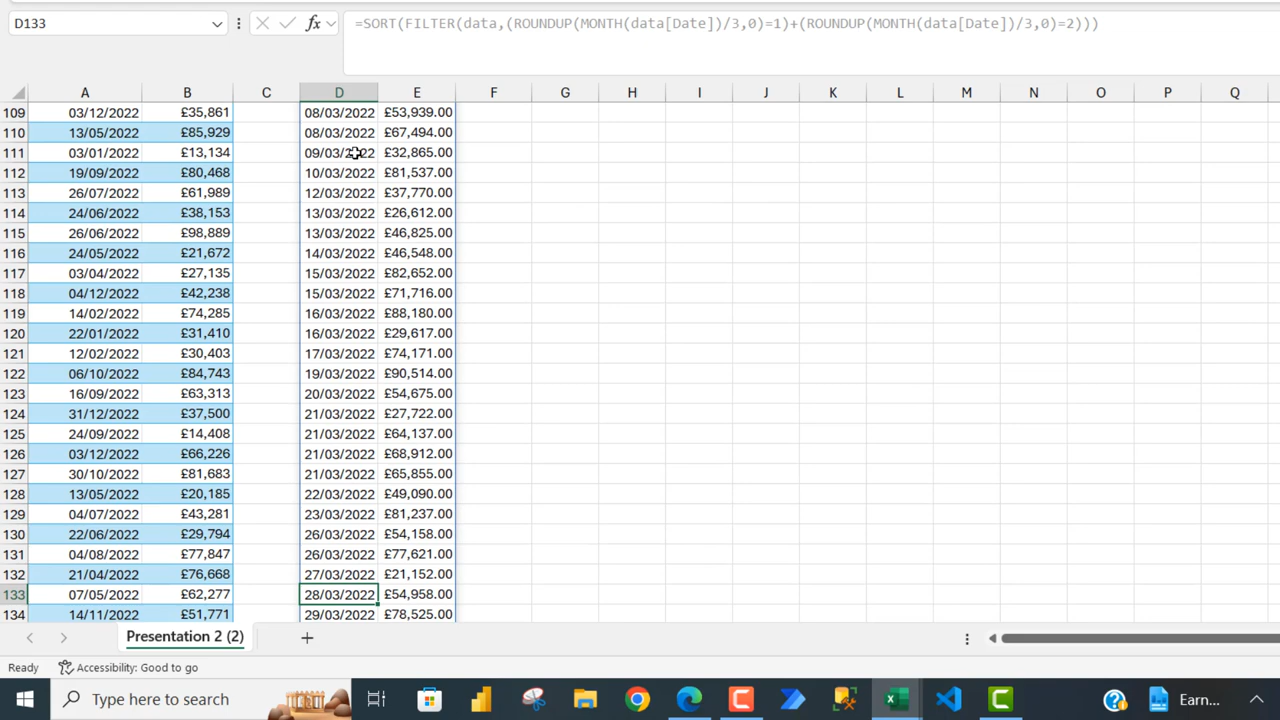 D133 fx =SORT(FILTER(data,(ROUNDUP(MONTH(data[Date])/3,0)=1)+(ROUNDUP(MONTH(data[Date])/3,0)=2)))
A B C D E F G H I J K L M N O P Q
109 03/12/2022 £35,861 08/03/2022 £53,939.00
110 13/05/2022 £85,929 08/03/2022 £67,494.00
111 03/01/2022 £13,134 09/03/2022 £32,865.00
112 19/09/2022 £80,468 10/03/2022 £81,537.00
113 26/07/2022 £61,989 12/03/2022 £37,770.00
114 24/06/2022 £38,153 13/03/2022 £26,612.00
115 26/06/2022 £98,889 13/03/2022 £46,825.00
116 24/05/2022 £21,672 14/03/2022 £46,548.00
117 03/04/2022 £27,135 15/03/2022 £82,652.00
118 04/12/2022 £42,238 15/03/2022 £71,716.00
119 14/02/2022 £74,285 16/03/2022 £88,180.00
120 22/01/2022 £31,410 16/03/2022 £29,617.00
121 12/02/2022 £30,403 17/03/2022 £74,171.00
122 06/10/2022 £84,743 19/03/2022 £90,514.00
123 16/09/2022 £63,313 20/03/2022 £54,675.00
124 31/12/2022 £37,500 21/03/2022 £27,722.00
125 24/09/2022 £14,408 21/03/2022 £64,137.00
126 03/12/2022 £66,226 21/03/2022 £68,912.00
127 30/10/2022 £81,683 21/03/2022 £65,855.00
128 13/05/2022 £20,185 22/03/2022 £49,090.00
129 04/07/2022 £43,281 23/03/2022 £81,237.00
130 22/06/2022 £29,794 26/03/2022 £54,158.00
131 04/08/2022 £77,847 26/03/2022 £77,621.00
132 21/04/2022 £76,668 27/03/2022 £21,152.00
133 07/05/2022 £62,277 28/03/2022 £54,958.00
134 14/11/2022 £51,771 29/03/2022 £78,525.00
Presentation 2 (2)
Ready Accessibility: Good to go
Type here to search Earn...